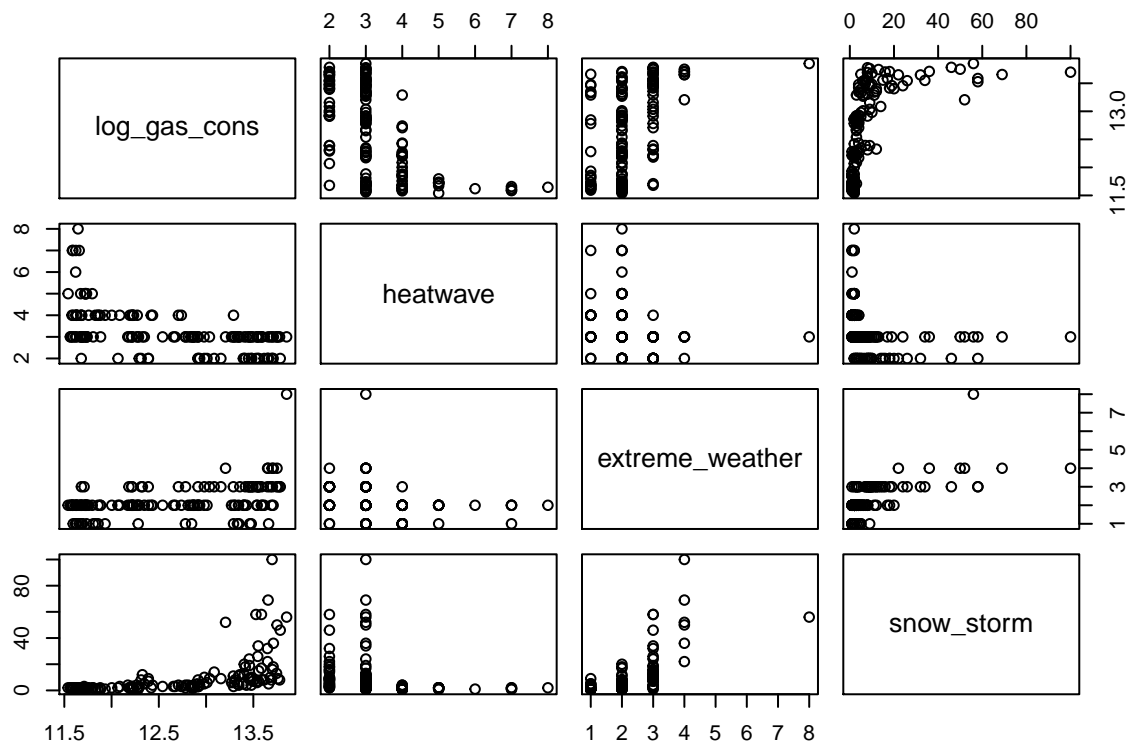 2 3 4 5 6 7 8
0 20 40 60 80
log_gas_cons
11.5 13.0
2 4 6 8
heatwave
extreme_weather
1 3 5 7
0 40 80
snow_storm
11.5 12.5 13.5
1 2 3 4 5 6 7 8